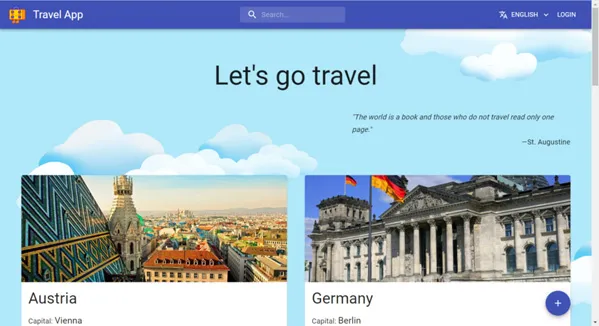 Travel App
Search...
ENGLISH
LOGIN
Let's go travel
"The world is a book and those who do not travel read only one
page."
—St. Augustine
Austria
Capital: Vienna
Germany
Capital: Berlin
+